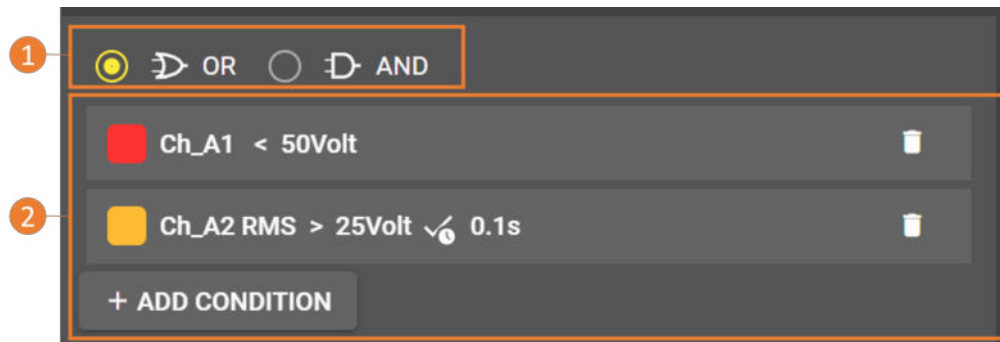 1
OR AND
Ch_A1 < 50Volt
2
Ch_A2 RMS > 25Volt 0.1s
+ ADD CONDITION